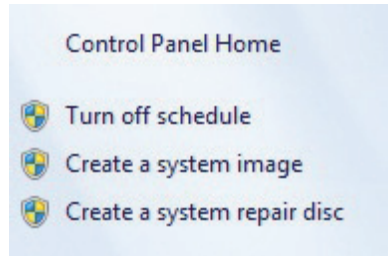 Control Panel Home
Turn off schedule
Create a system image
Create a system repair disc